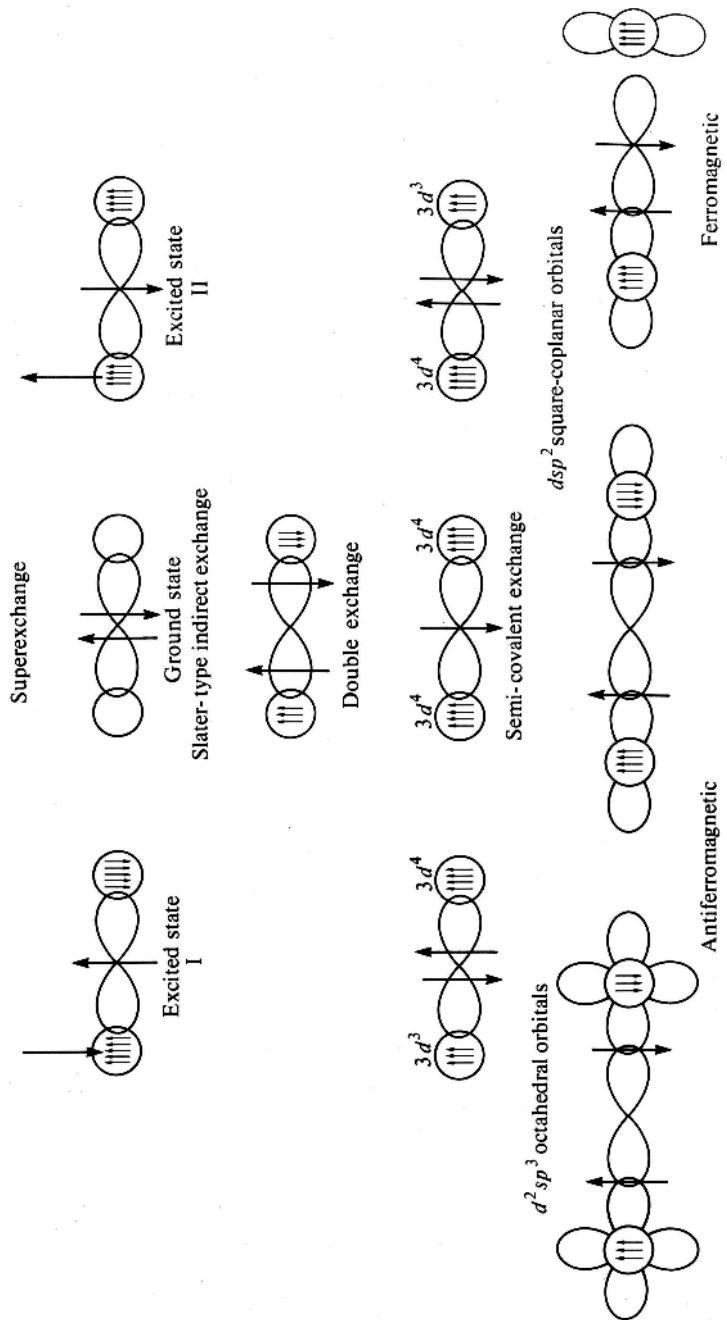 Superexchange
Excited state
I
Ground state
Slater-type indirect exchange
Excited state
II
Double exchange
3d³ 3d⁴
3d⁴ 3d⁴
3d⁴ 3d³
Semi-covalent exchange
d²sp³ octahedral orbitals
dsp² square-coplanar orbitals
Antiferromagnetic
Ferromagnetic